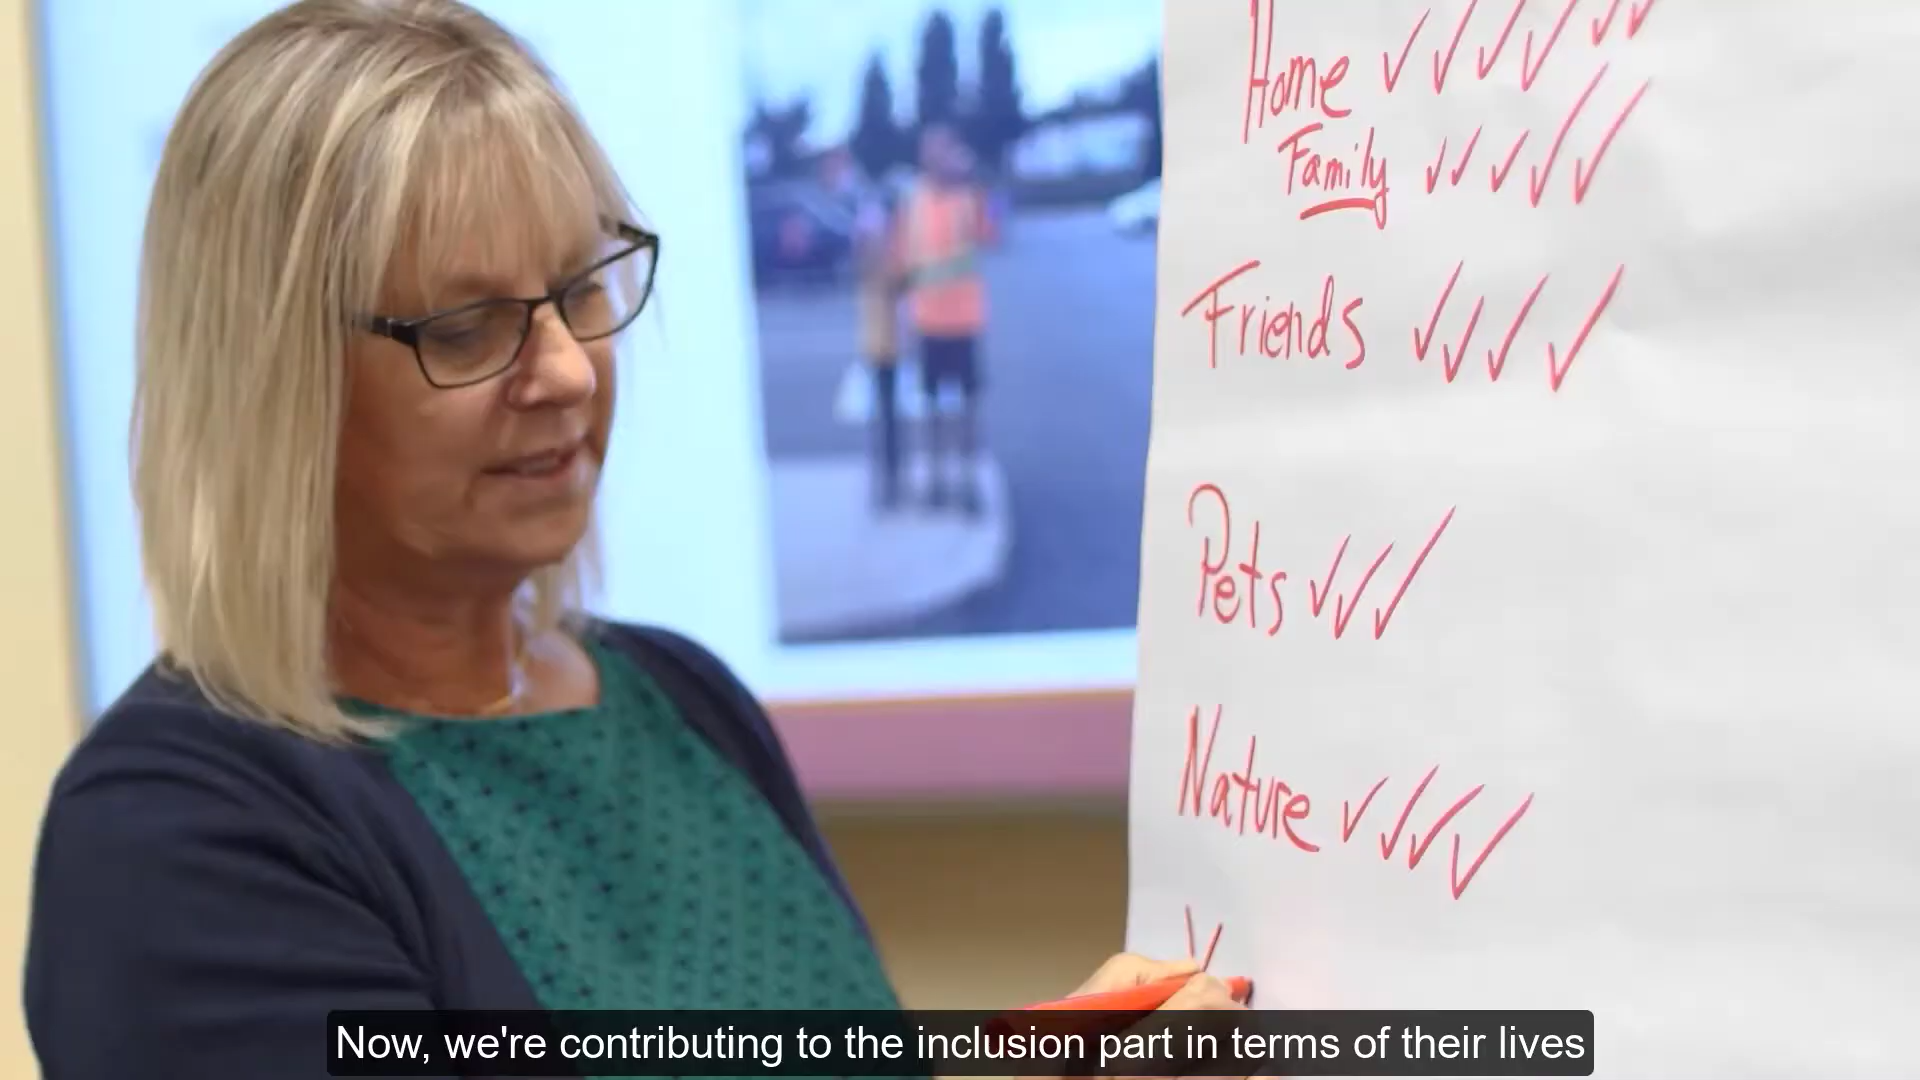 Home ✓ ✓ ✓ ✓ ✓ ✓
Family ✓ ✓ ✓ ✓ ✓
Friends ✓ ✓ ✓ ✓
Pets ✓ ✓ ✓
Nature ✓ ✓ ✓ ✓
Now, we're contributing to the inclusion part in terms of their lives